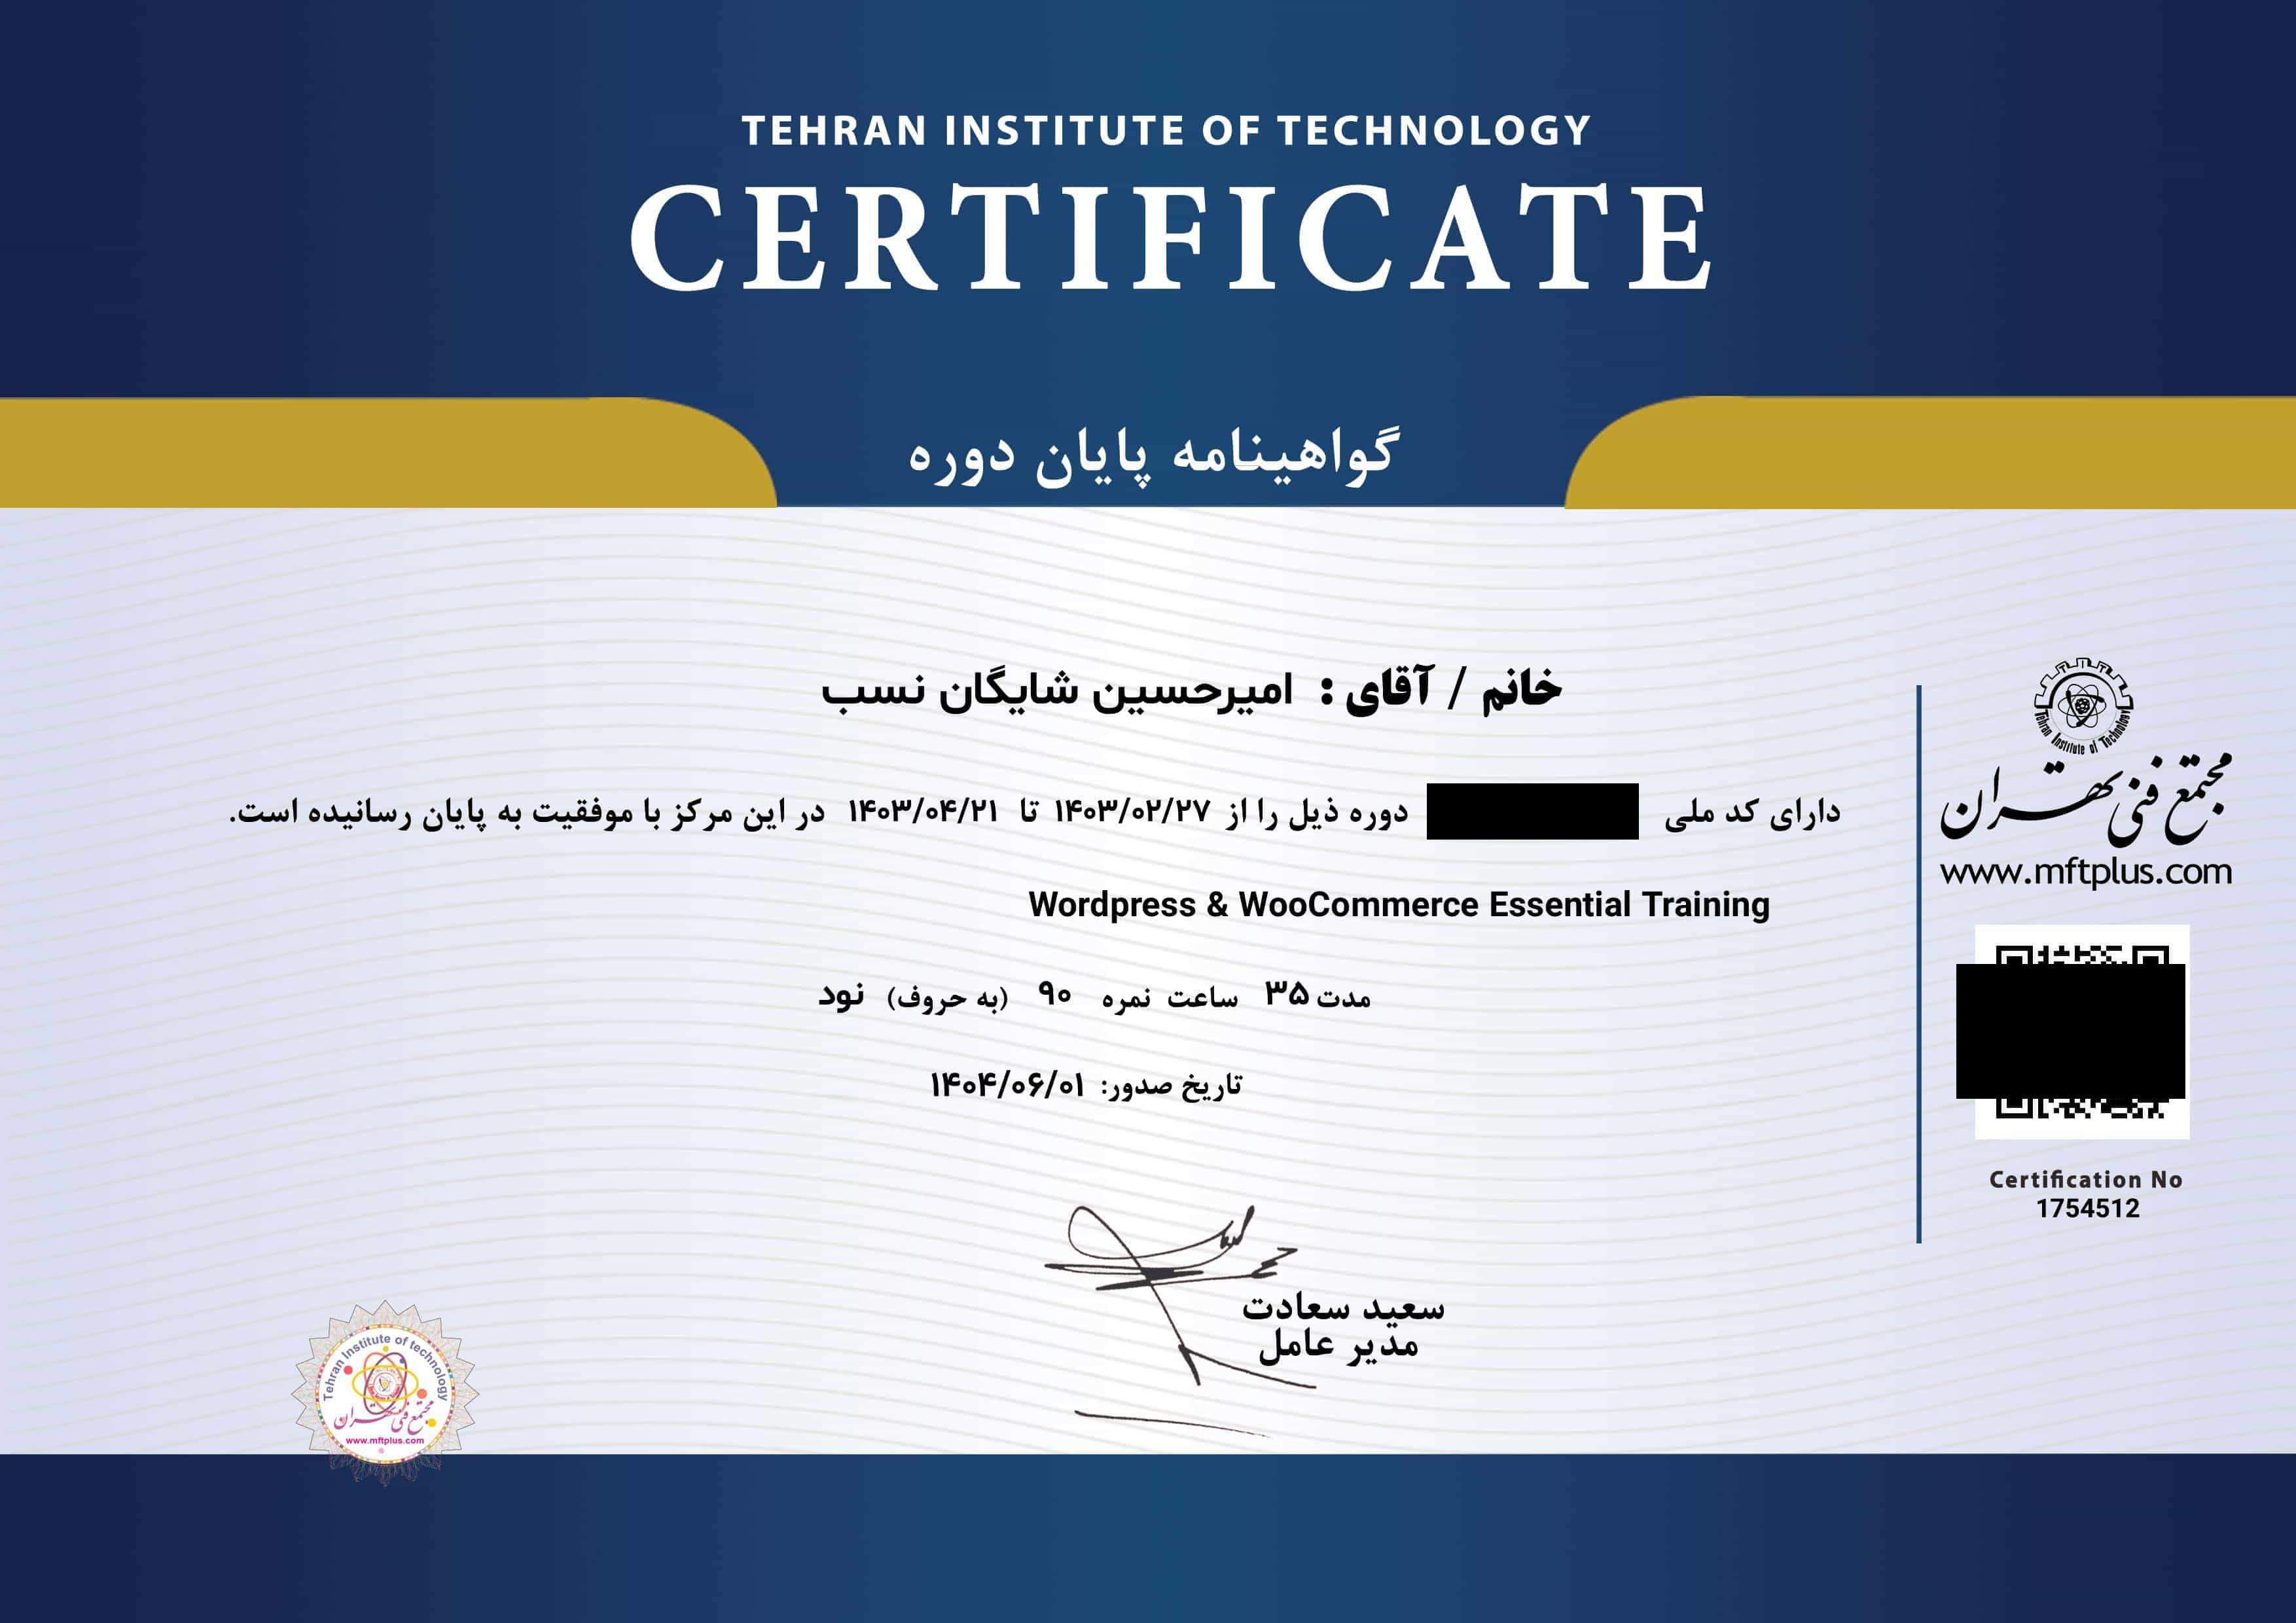 TEHRAN INSTITUTE OF TECHNOLOGY
CERTIFICATE
گواهینامه پایان دوره
خانم / آقای : امیرحسین شایگان نسب
دارای کد ملی دوره ذیل را از ۱۴۰۳/۰۲/۲۷ تا ۱۴۰۳/۰۴/۲۱ در این مرکز با موفقیت به پایان رسانیده است.
Wordpress & WooCommerce Essential Training
مدت ۳۵ ساعت نمره ۹۰ (به حروف) نود
تاریخ صدور: ۱۴۰۴/۰۶/۰۱
سعید سعادت
مدیر عامل
Tehran Institute of Technology
مجتمع فنی تهران
www.mftplus.com
Certification No
1754512
Tehran Institute of technology
مجتمع فنی تهران
www.mftplus.com